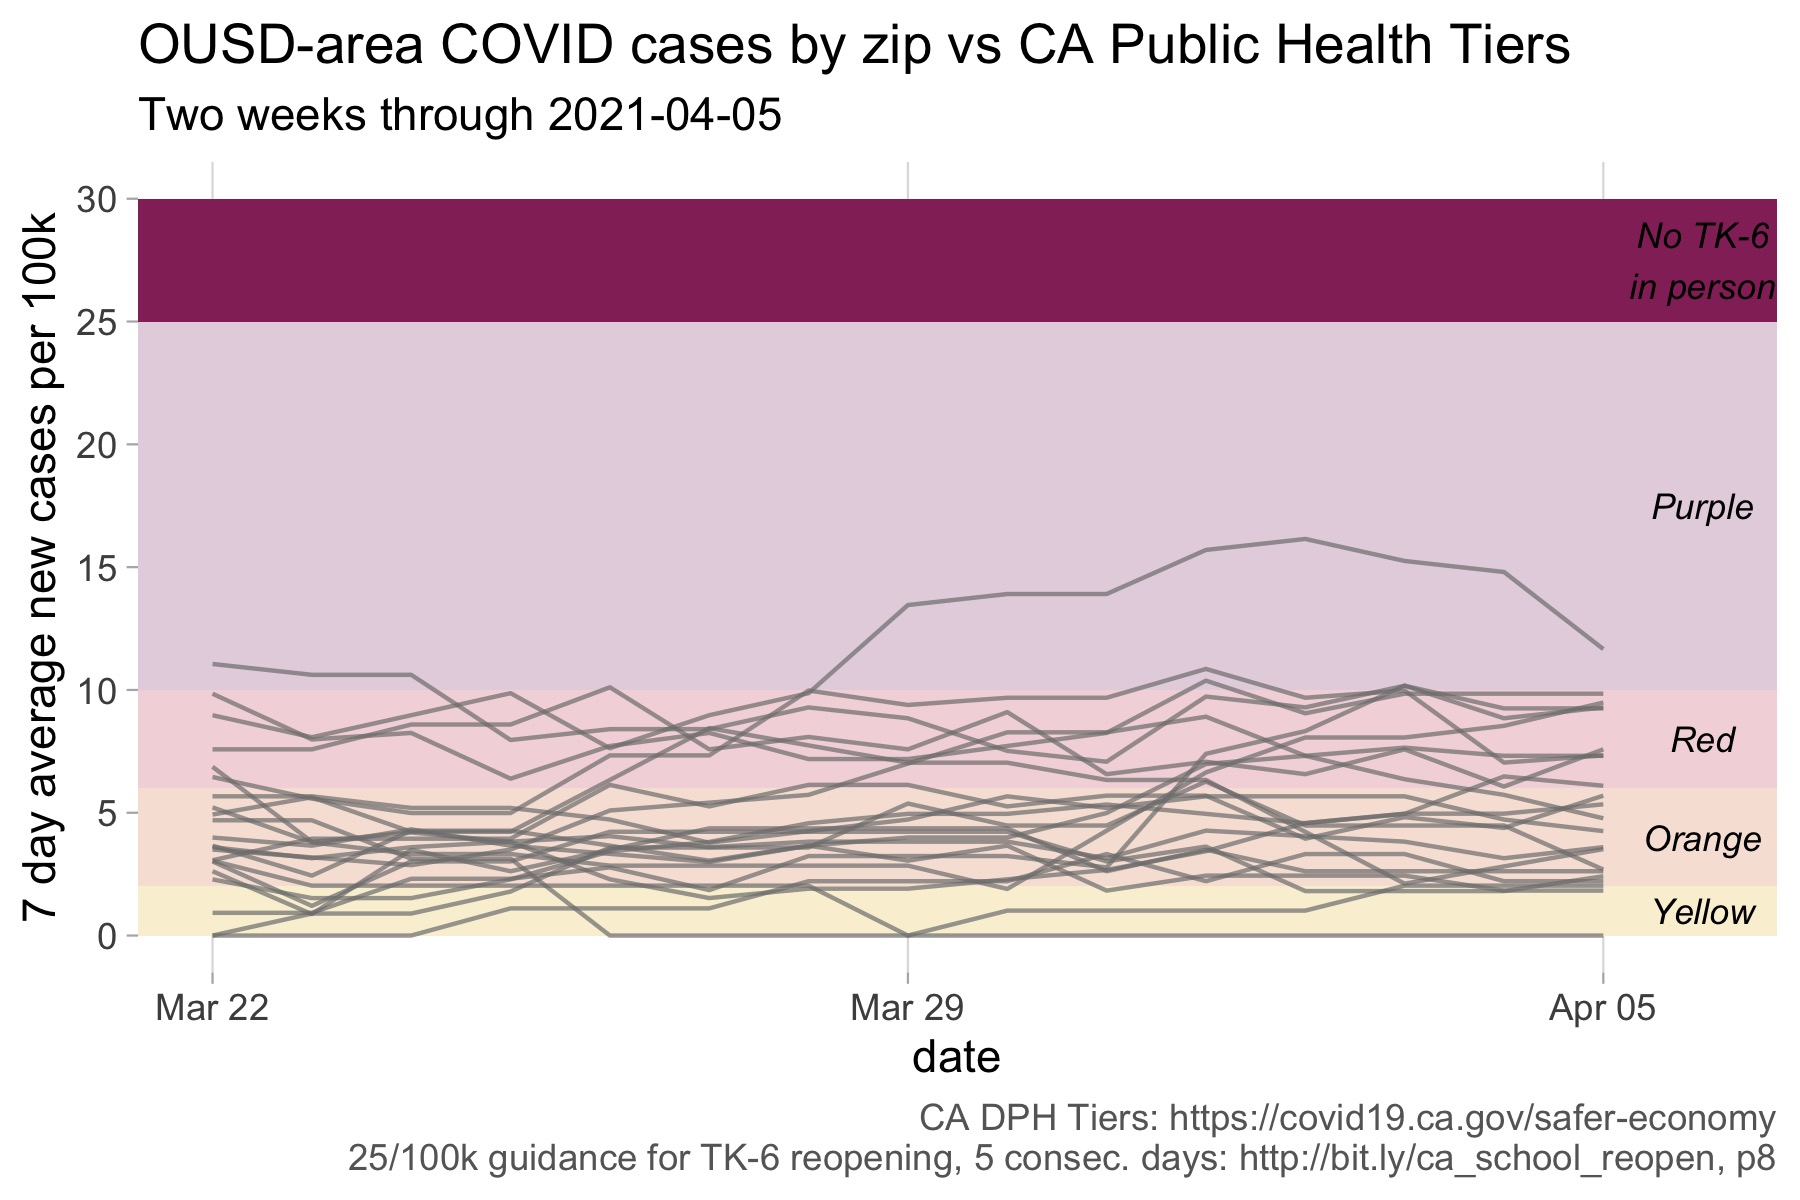 OUSD-area COVID cases by zip vs CA Public Health Tiers
Two weeks through 2021-04-05
7 day average new cases per 100k
30
25
20
15
10
5
0
No TK-6
in person
Purple
Red
Orange
Yellow
Mar 22
Mar 29
Apr 05
date
CA DPH Tiers: https://covid19.ca.gov/safer-economy
25/100k guidance for TK-6 reopening, 5 consec. days: http://bit.ly/ca_school_reopen, p8